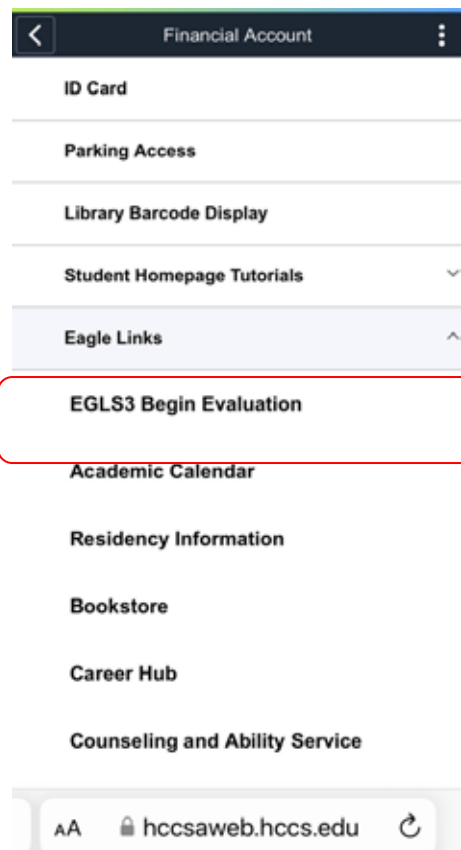 Financial Account
ID Card
Parking Access
Library Barcode Display
Student Homepage Tutorials
Eagle Links
EGLS3 Begin Evaluation
Academic Calendar
Residency Information
Bookstore
Career Hub
Counseling and Ability Service
AA hccsaweb.hccs.edu